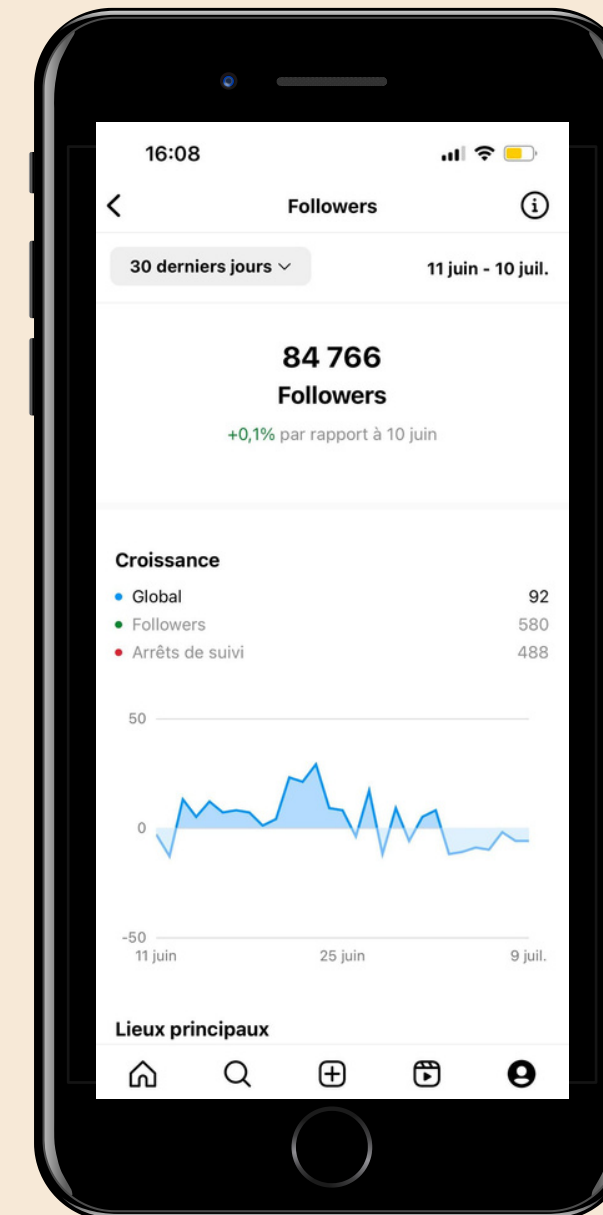 16:08
Followers
30 derniers jours
11 juin - 10 juil.
84 766
Followers
+0,1% par rapport à 10 juin
Croissance
Global 92
Followers 580
Arrêts de suivi 488
50
0
-50
11 juin 25 juin 9 juil.
Lieux principaux